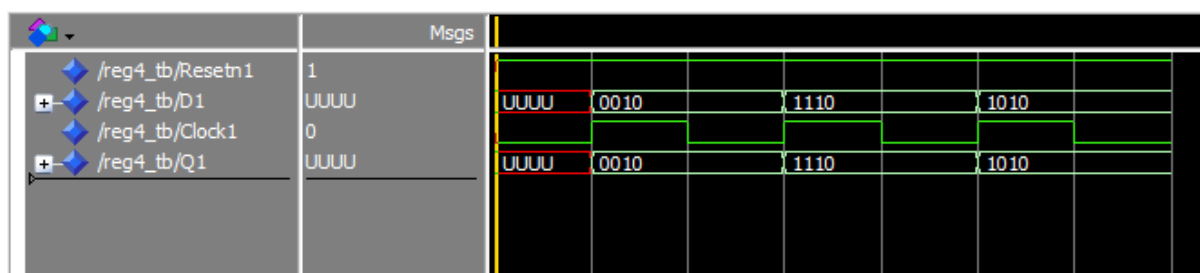 Msgs
/reg4_tb/Resetn1 1
/reg4_tb/D1 UUUU UUUU 0010 1110 1010
/reg4_tb/Clock1 0
/reg4_tb/Q1 UUUU UUUU 0010 1110 1010